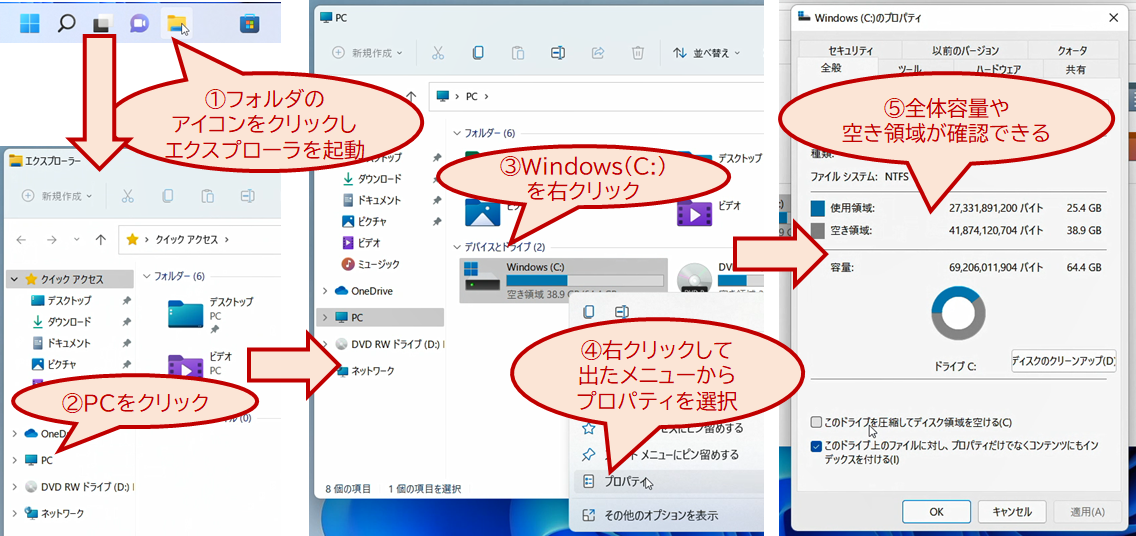 ①フォルダの
アイコンをクリックし
エクスプローラを起動
エクスプローラー
新規作成
クイック アクセス
クイック アクセス
デスクトップ
ダウンロード
ドキュメント
ピクチャ
フォルダー (6)
デスクトップ
PC
ビデオ
PC
②PCをクリック
PC
DVD RW ドライブ (D:)
ネットワーク
PC
新規作成
並べ替え
PC
フォルダー (6)
ダウンロード
ドキュメント
ピクチャ
ビデオ
ミュージック
OneDrive
PC
DVD RW ドライブ (D:)
ネットワーク
デスクトップ
ビデオ
③Windows(C:)
を右クリック
デバイスとドライブ (2)
Windows (C:)
空き領域 38.9
④右クリックして
出たメニューから
プロパティを選択
にピン留めする
メニューにピン留めする
プロパティ
その他のオプションを表示
8 個の項目
1 個の項目を選択
Windows (C:)のプロパティ
セキュリティ
以前のバージョン
クォータ
全般
ツール
ハードウェア
共有
⑤全体容量や
空き領域が確認できる
種類:
ファイル システム: NTFS
使用領域: 27,331,891,200 バイト 25.4 GB
空き領域: 41,874,120,704 バイト 38.9 GB
容量: 69,206,011,904 バイト 64.4 GB
ドライブ C:
ディスクのクリーンアップ(D)
このドライブを圧縮してディスク領域を空ける(C)
このドライブ上のファイルに対し、プロパティだけでなくコンテンツにもイン
デックスを付ける(I)
OK
キャンセル
適用(A)